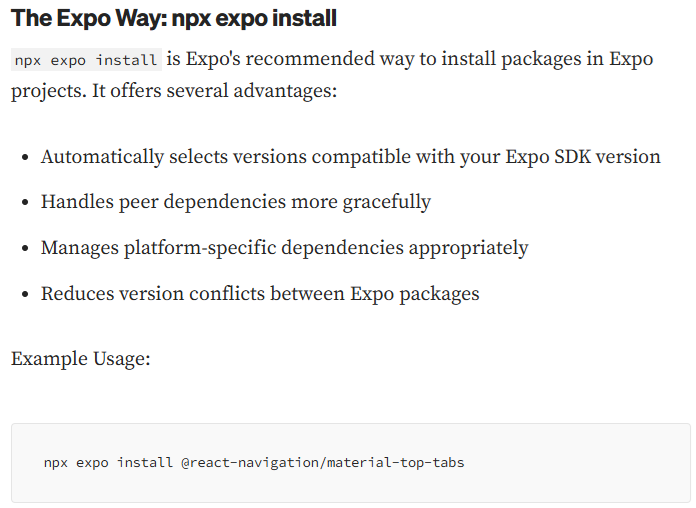 The Expo Way: npx expo install
npx expo install is Expo's recommended way to install packages in Expo
projects. It offers several advantages:
• Automatically selects versions compatible with your Expo SDK version
• Handles peer dependencies more gracefully
• Manages platform-specific dependencies appropriately
• Reduces version conflicts between Expo packages
Example Usage:
npx expo install @react-navigation/material-top-tabs